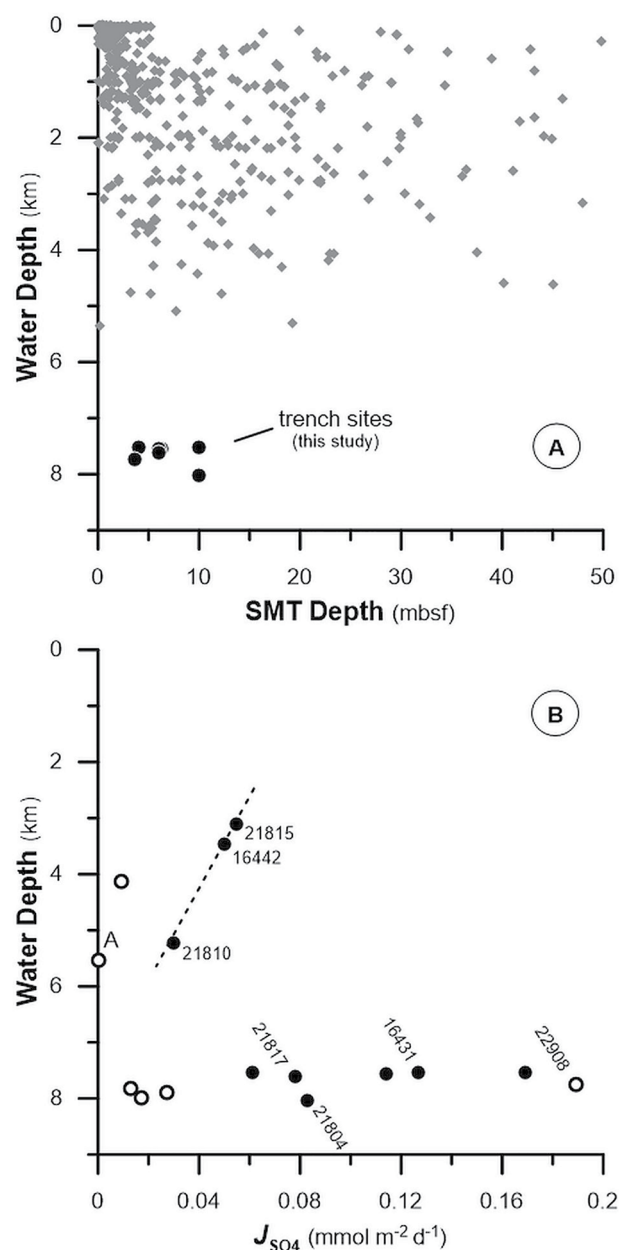 0
2
4
6
8
Water Depth (km)
trench sites
(this study)
A
0 10 20 30 40 50
SMT Depth (mbsf)
0
2
4
6
8
Water Depth (km)
B
21815
16442
A
21810
21817
16431
22908
21804
0 0.04 0.08 0.12 0.16 0.2
J_SO4 (mmol m⁻² d⁻¹)